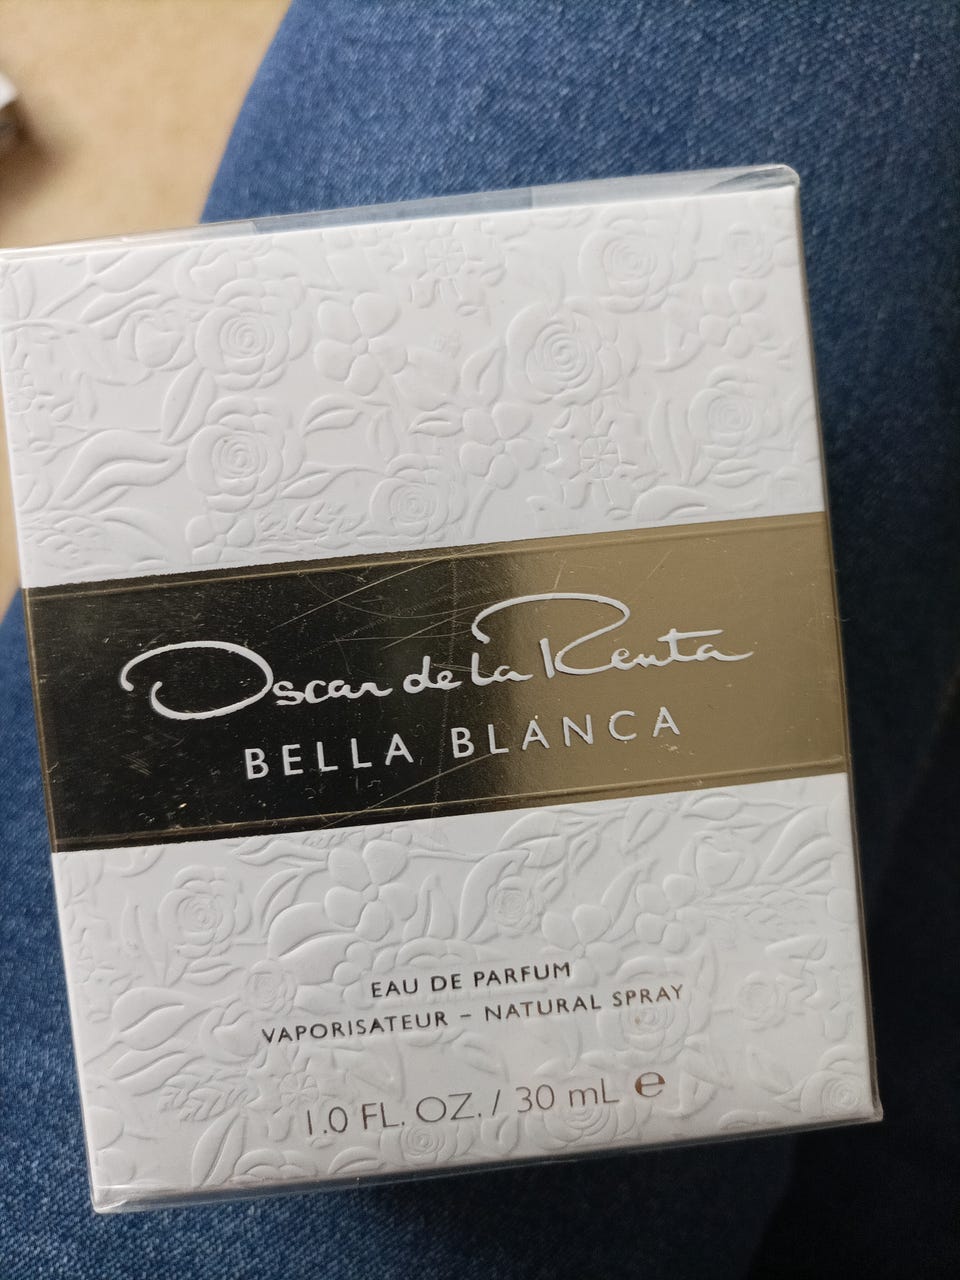 Oscar de la Renta
BELLA BLANCA
EAU DE PARFUM
VAPORISATEUR – NATURAL SPRAY
1.0 FL. OZ. / 30 mL ℮